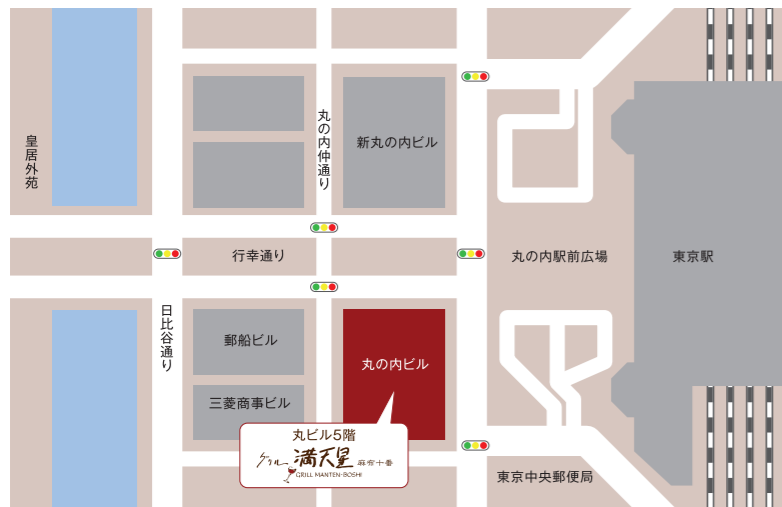 皇居外苑
丸の内仲通り
新丸の内ビル
行幸通り
丸の内駅前広場
東京駅
日比谷通り
郵船ビル
丸の内ビル
三菱商事ビル
丸ビル5階
グリル 満天星 麻布十番
GRILL MANTEN-BOSHI
東京中央郵便局